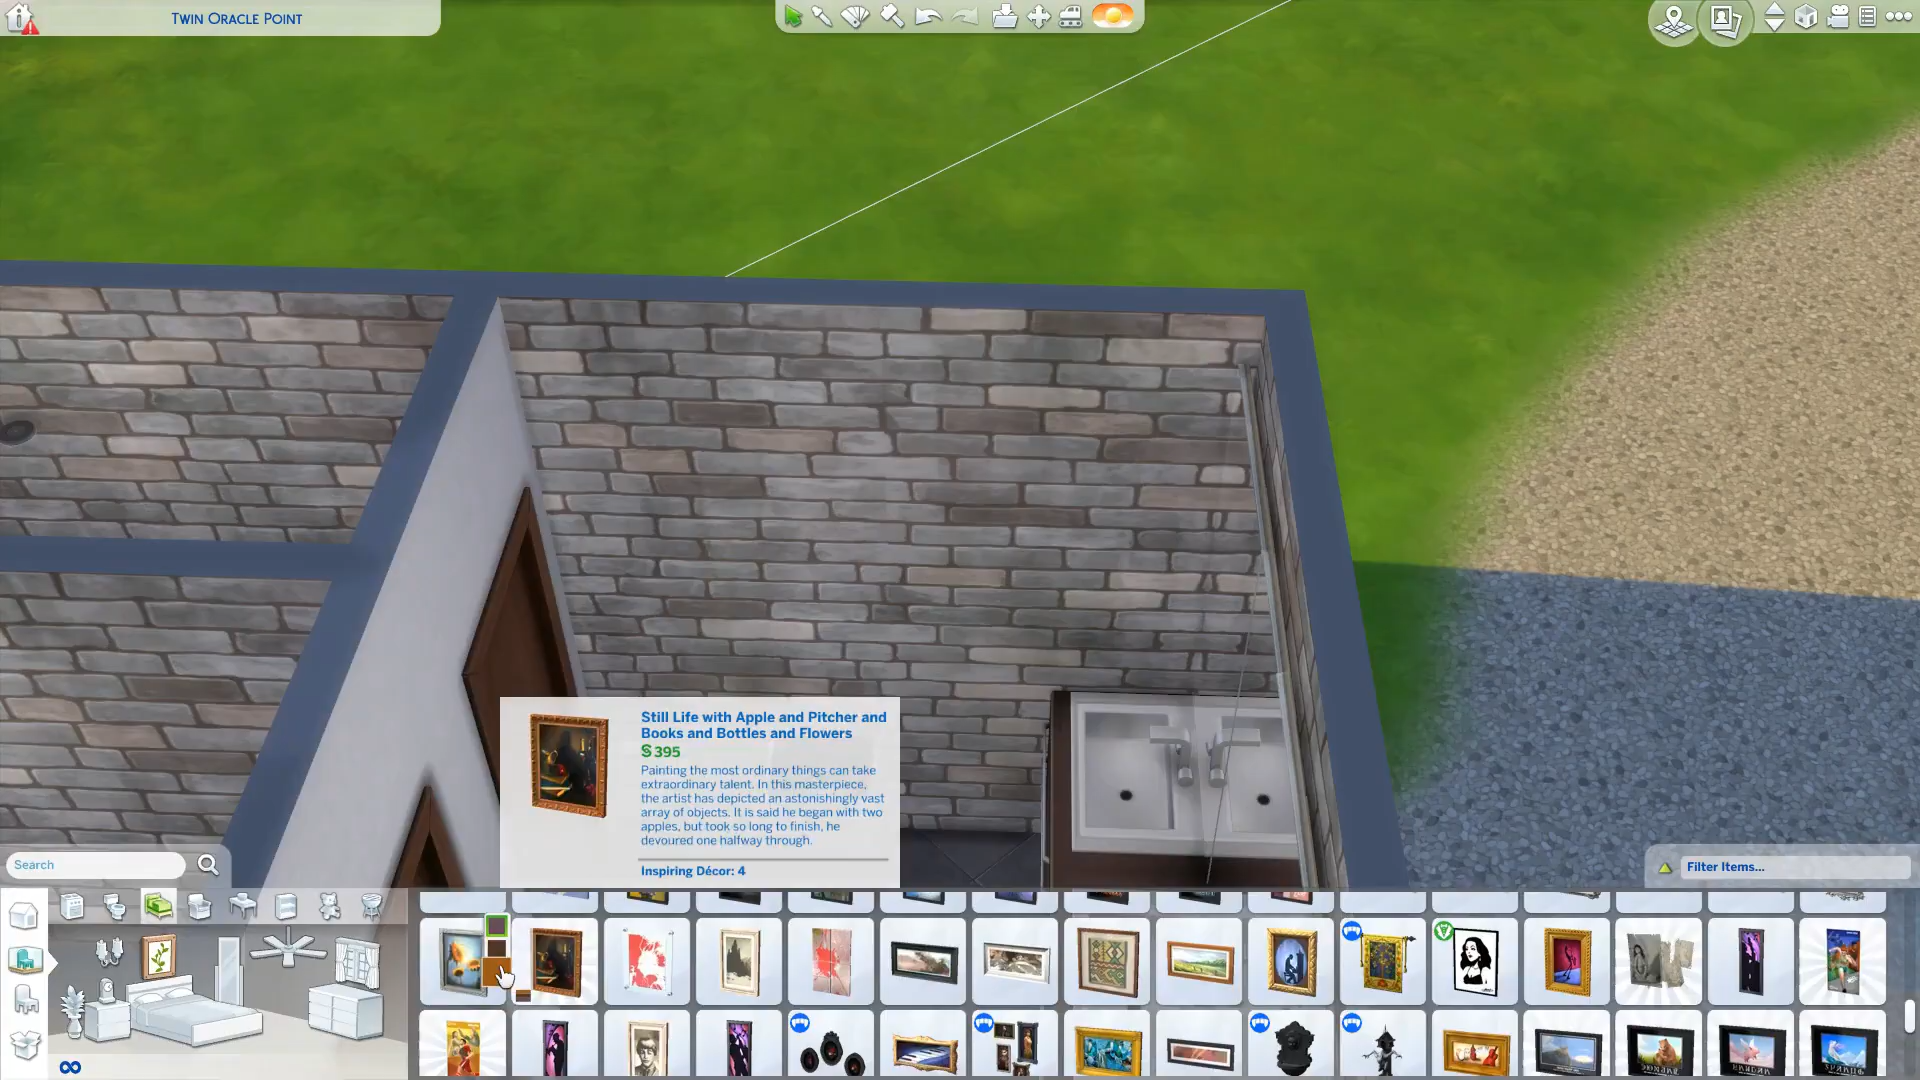 Twin Oracle Point
Still Life with Apple and Pitcher and
Books and Bottles and Flowers
§395
Painting the most ordinary things can take
extraordinary talent. In this masterpiece,
the artist has depicted an astonishingly vast
array of objects. It is said he began with two
apples, but took so long to finish, he
devoured one halfway through.
Inspiring Décor: 4
Search
Filter Items...